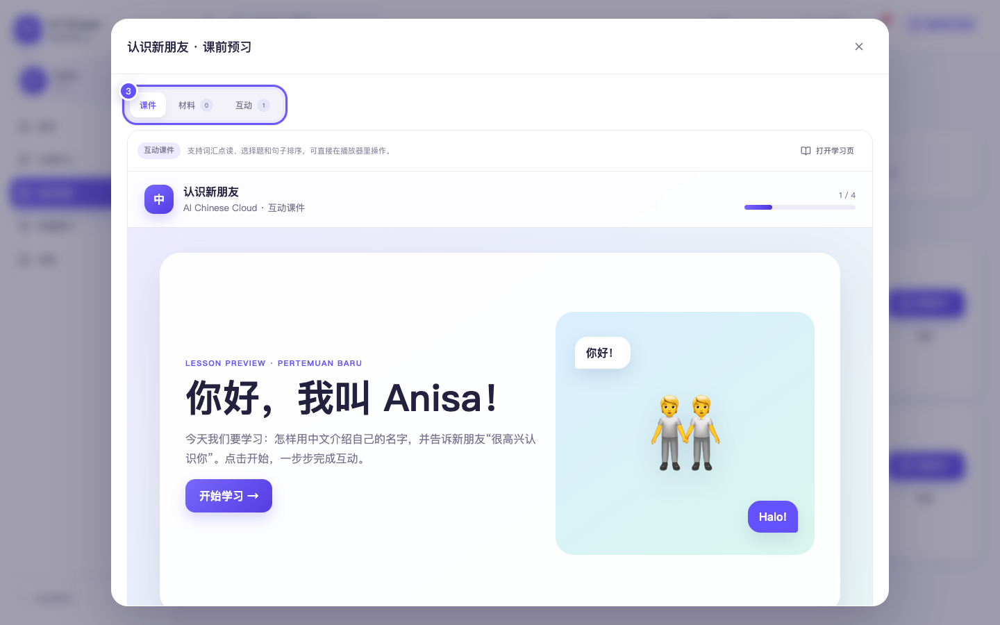 认识新朋友 · 课前预习
3
课件
材料 0
互动 1
互动课件 支持词汇点读、选择题和句子排序，可直接在播放器里操作。
打开学习页
中
认识新朋友
AI Chinese Cloud · 互动课件
1 / 4
LESSON PREVIEW · PERTEMUAN BARU
你好，我叫 Anisa！
今天我们要学习：怎样用中文介绍自己的名字，并告诉新朋友“很高兴认
识你”。点击开始，一步步完成互动。
开始学习 →
你好！
Halo!